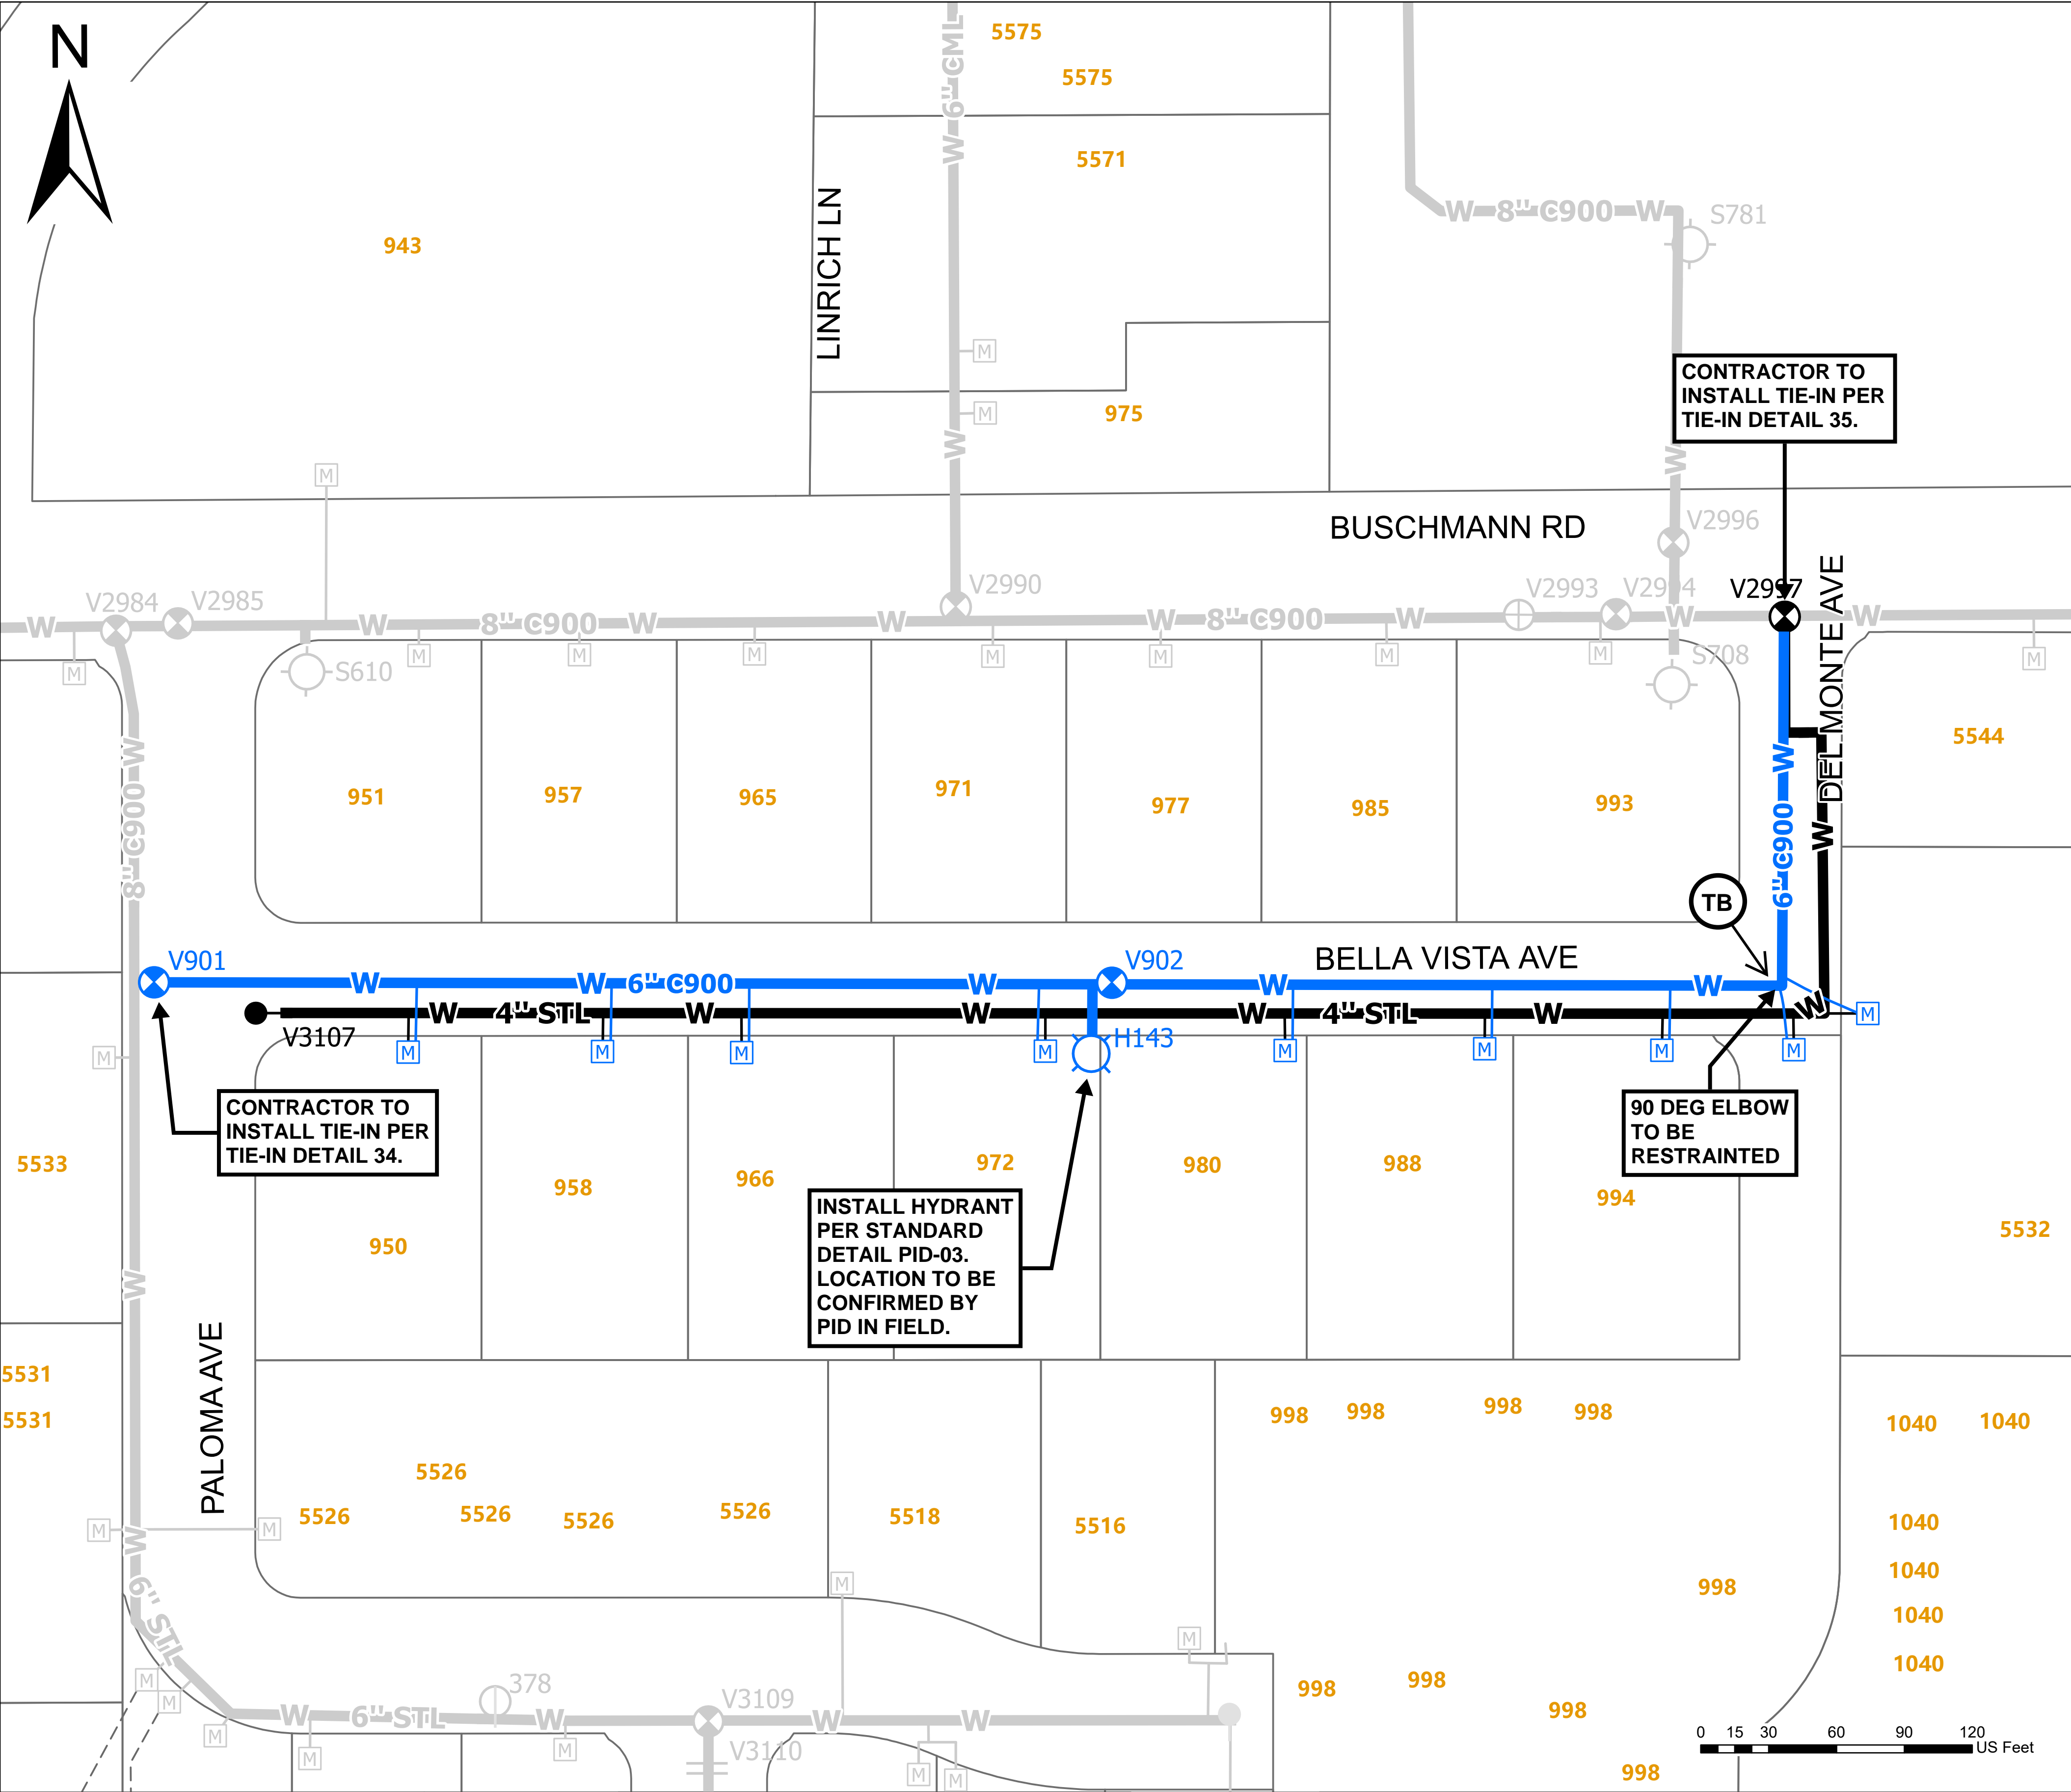 N
5575
5575
W 6" CML
5571
943
LINRICH LN
W 8" C900 W
S781
M
M
975
W
W
CONTRACTOR TO
INSTALL TIE-IN PER
TIE-IN DETAIL 35.
M
BUSCHMANN RD
V2996
V2984
V2985
V2990
V2993
V2994
V2997
DEL MONTE AVE
W
W
8" C900
W
W
W
8" C900
W
W
W
M
S610
M
M
M
M
M
M
M
S708
M
5544
8" C900 W
951
957
965
971
977
985
993
6" C900 W
W
TB
V901
V902
BELLA VISTA AVE
W
W
6" C900
W
W
W
V3107
W
4" STL
W
W
W
4" STL
W
W
M
H143
M
M
M
M
M
M
M
M
M
M
CONTRACTOR TO
INSTALL TIE-IN PER
TIE-IN DETAIL 34.
90 DEG ELBOW
TO BE
RESTRAINTED
5533
958
966
972
980
988
994
5532
950
INSTALL HYDRANT
PER STANDARD
DETAIL PID-03.
LOCATION TO BE
CONFIRMED BY
PID IN FIELD.
W
PALOMA AVE
5531
5531
998
998
998
998
1040
1040
5526
5526
5526
5526
5526
5518
5516
1040
M
W
M
1040
6" STL
M
998
1040
M
1040
M
M
378
V3109
998
998
998
M
W
6" STL
W
W
W
M
M
V3110
M
M
998
0 15 30 60 90 120
US Feet